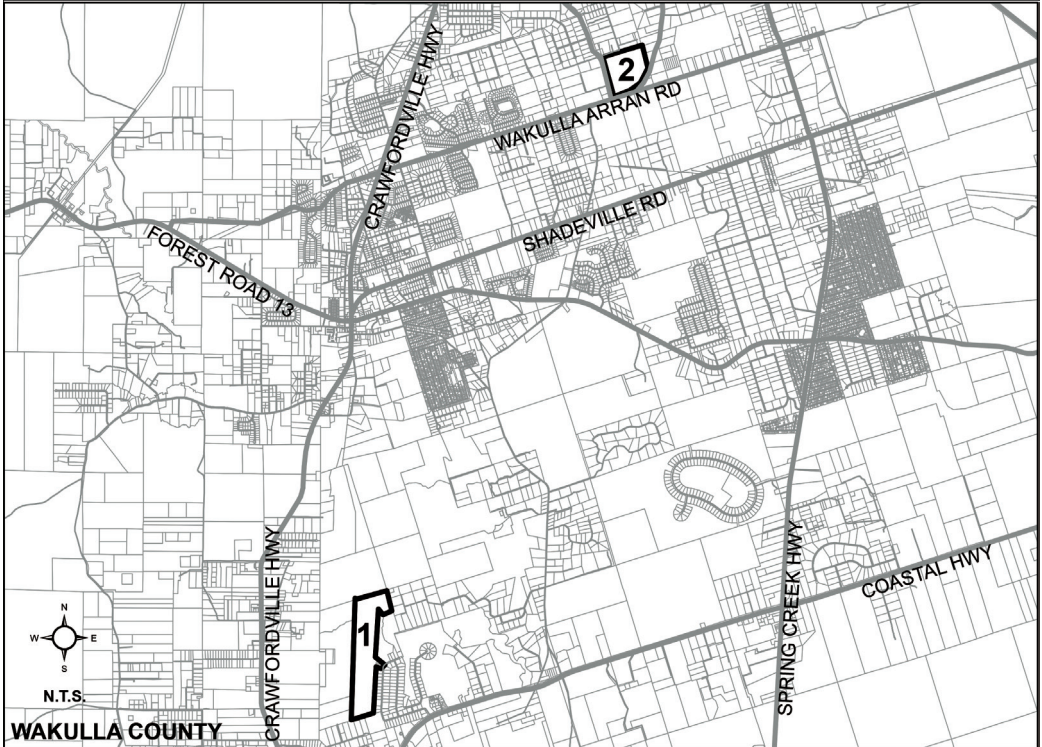 CRAWFORDVILLE HWY
2
WAKULLA ARRAN RD
SHADEVILLE RD
FOREST ROAD 13
CRAWFORDVILLE HWY
1
SPRING CREEK HWY
COASTAL HWY
N
W E
S
N.T.S.
WAKULLA COUNTY